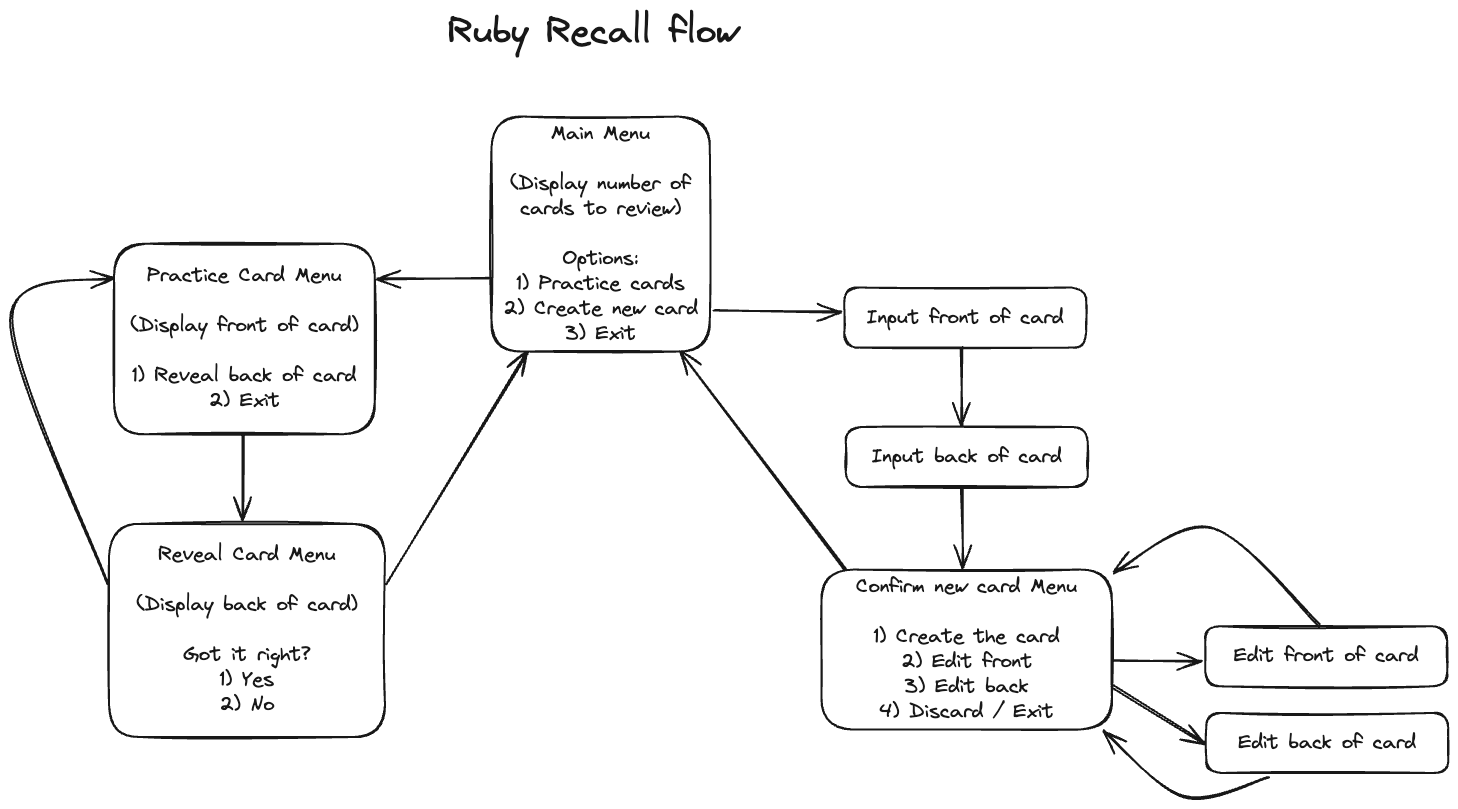 Ruby Recall flow
Main Menu
(Display number of
cards to review)
Options:
1) Practice cards
2) Create new card
3) Exit
Practice Card Menu
(Display front of card)
1) Reveal back of card
2) Exit
Reveal Card Menu
(Display back of card)
Got it right?
1) Yes
2) No
Input front of card
Input back of card
Confirm new card Menu
1) Create the card
2) Edit front
3) Edit back
4) Discard / Exit
Edit front of card
Edit back of card